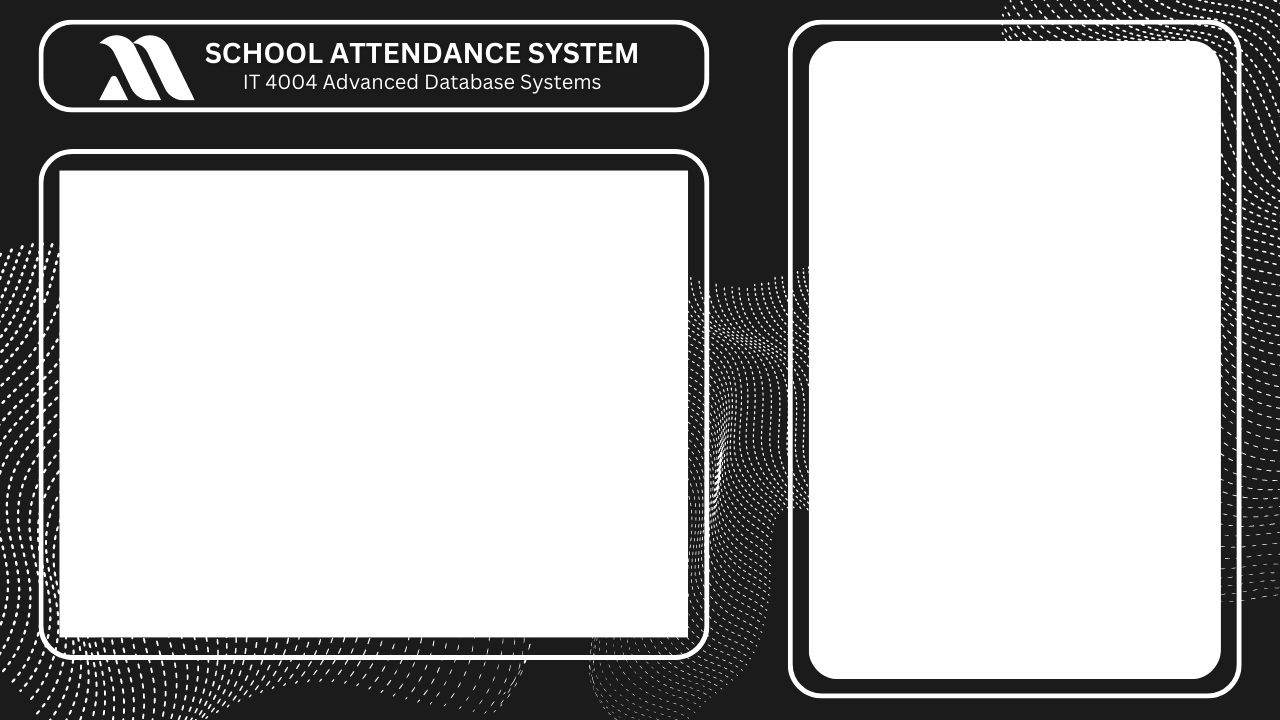 SCHOOL ATTENDANCE SYSTEM
IT 4004 Advanced Database Systems